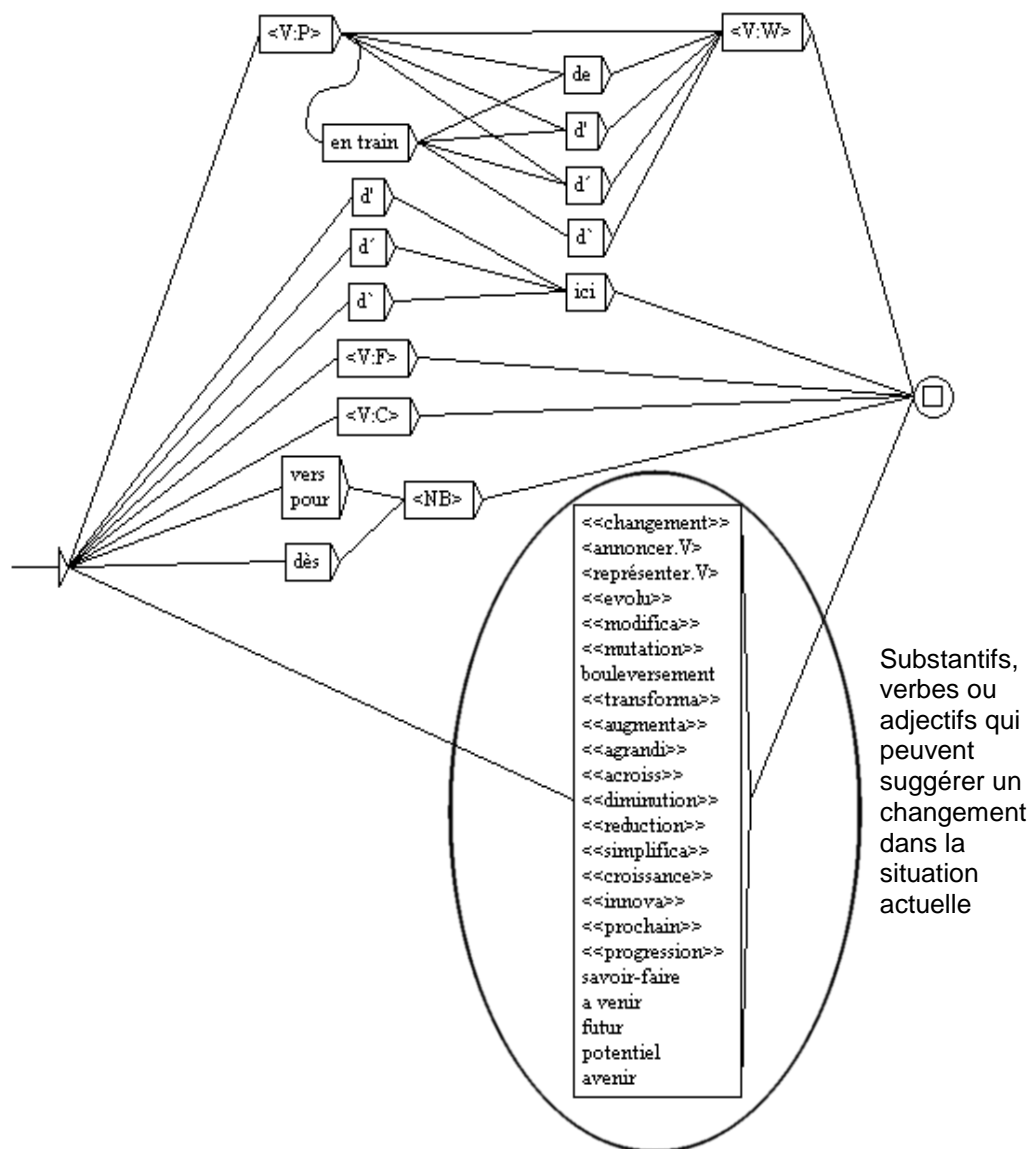 <V:P>
<V:W>
de
d'
en train
d´
d'
d`
d´
d`
ici
<V:F>
<V:C>
vers
pour
<NB>
dès
<<changement>>
<annoncer.V>
<représenter.V>
<<evolu>>
<<modifica>>
<<mutation>>
bouleversement
<<transforma>>
<<augmenta>>
<<agrandi>>
<<acroiss>>
<<diminution>>
<<reduction>>
<<simplifica>>
<<croissance>>
<<innova>>
<<prochain>>
<<progression>>
savoir-faire
a venir
futur
potentiel
avenir
Substantifs,
verbes ou
adjectifs qui
peuvent
suggérer un
changement
dans la
situation
actuelle